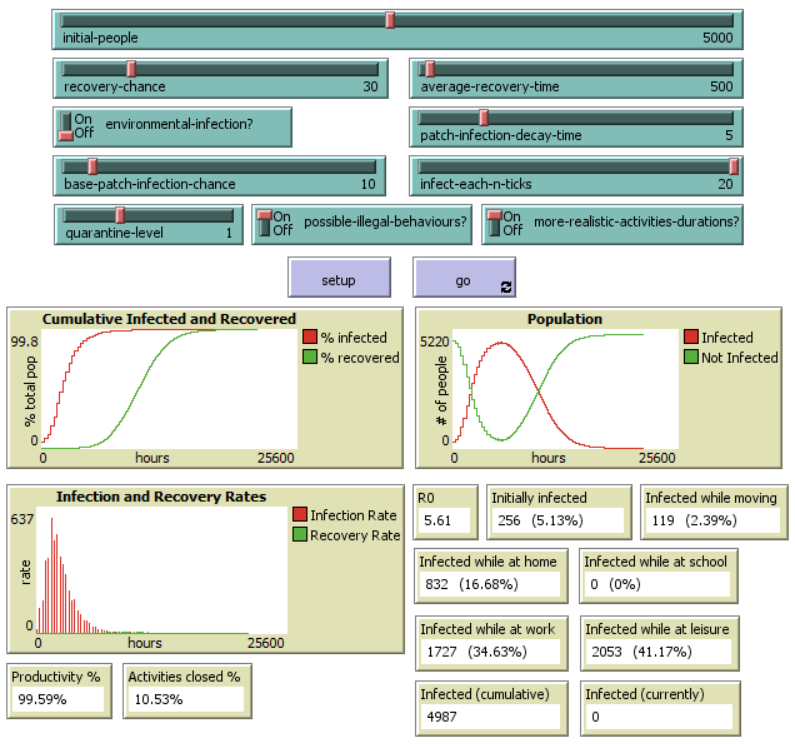 initial-people 5000
recovery-chance 30
average-recovery-time 500
On
Off
environmental-infection?
patch-infection-decay-time 5
base-patch-infection-chance 10
infect-each-n-ticks 20
quarantine-level 1
On
Off
possible-illegal-behaviours?
On
Off
more-realistic-activities-durations?
setup
go
Cumulative Infected and Recovered
99.8
% total pop
0
0
hours
25600
% infected
% recovered
Population
5220
# of people
0
0
hours
25600
Infected
Not Infected
Infection and Recovery Rates
637
rate
0
0
hours
25600
Infection Rate
Recovery Rate
R0
5.61
Initially infected
256 (5.13%)
Infected while moving
119 (2.39%)
Infected while at home
832 (16.68%)
Infected while at school
0 (0%)
Infected while at work
1727 (34.63%)
Infected while at leisure
2053 (41.17%)
Productivity %
99.59%
Activities closed %
10.53%
Infected (cumulative)
4987
Infected (currently)
0